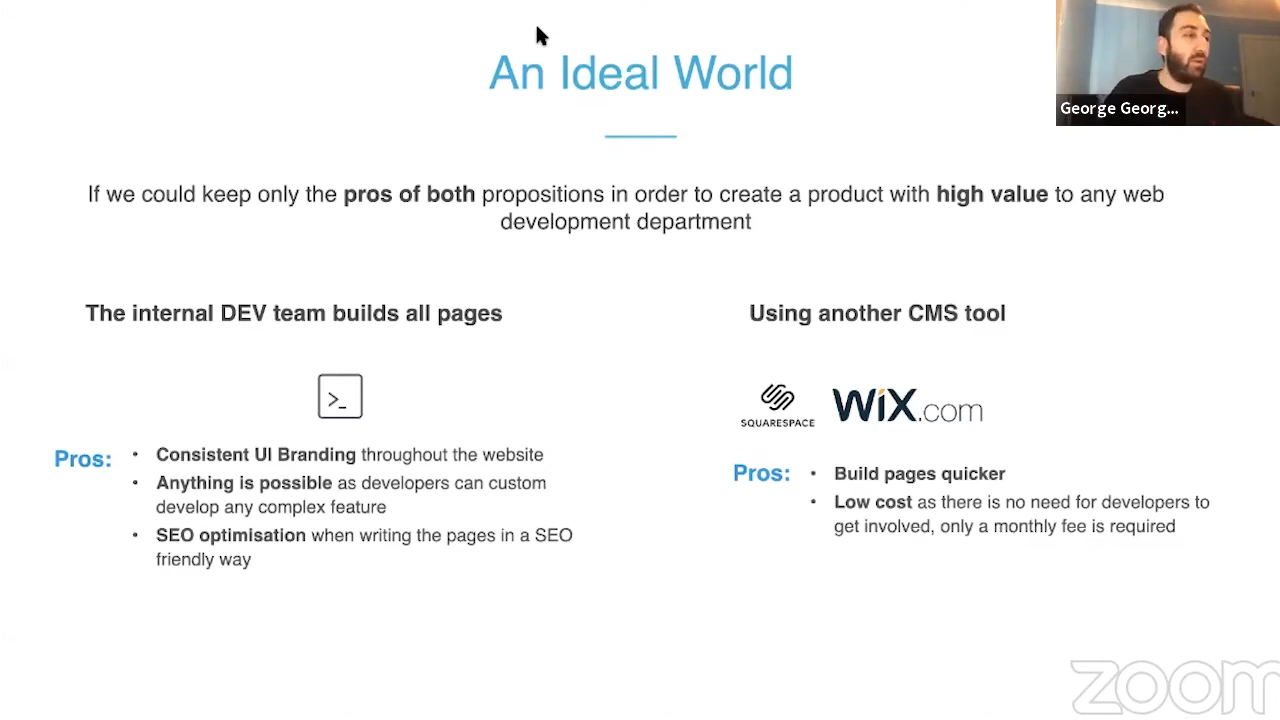 An Ideal World
George Georg...
If we could keep only the pros of both propositions in order to create a product with high value to any web
development department
The internal DEV team builds all pages
>_
Pros:
• Consistent UI Branding throughout the website
• Anything is possible as developers can custom
develop any complex feature
• SEO optimisation when writing the pages in a SEO
friendly way
Using another CMS tool
SQUARESPACE
WiX.com
Pros:
• Build pages quicker
• Low cost as there is no need for developers to
get involved, only a monthly fee is required
zoom